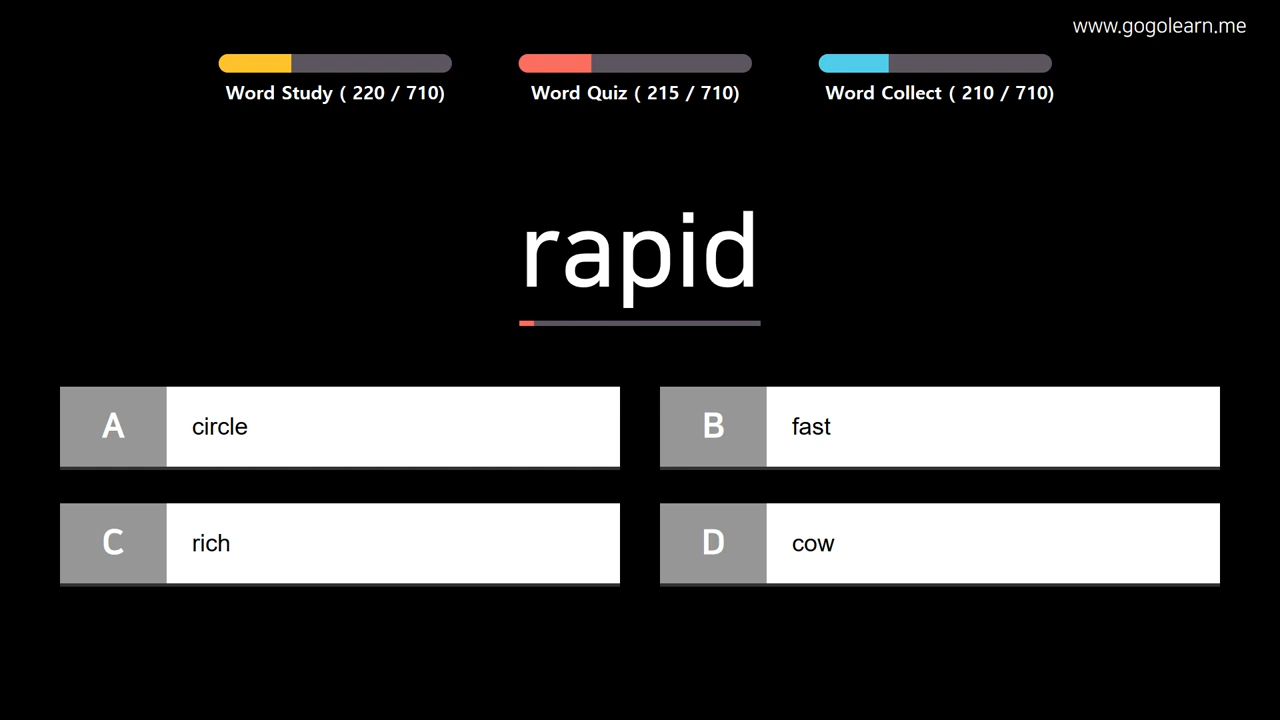 www.gogolearn.me
Word Study ( 220 / 710)
Word Quiz ( 215 / 710)
Word Collect ( 210 / 710)
rapid
A circle
B fast
C rich
D cow